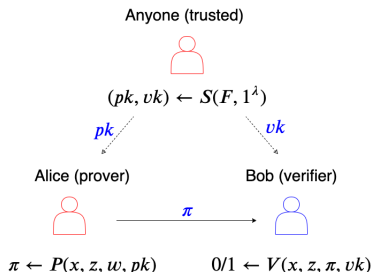 Anyone (trusted)
(pk, vk) ← S(F, 1^λ)
pk
vk
Alice (prover)
Bob (verifier)
π
π ← P(x, z, w, pk)
0/1 ← V(x, z, π, vk)